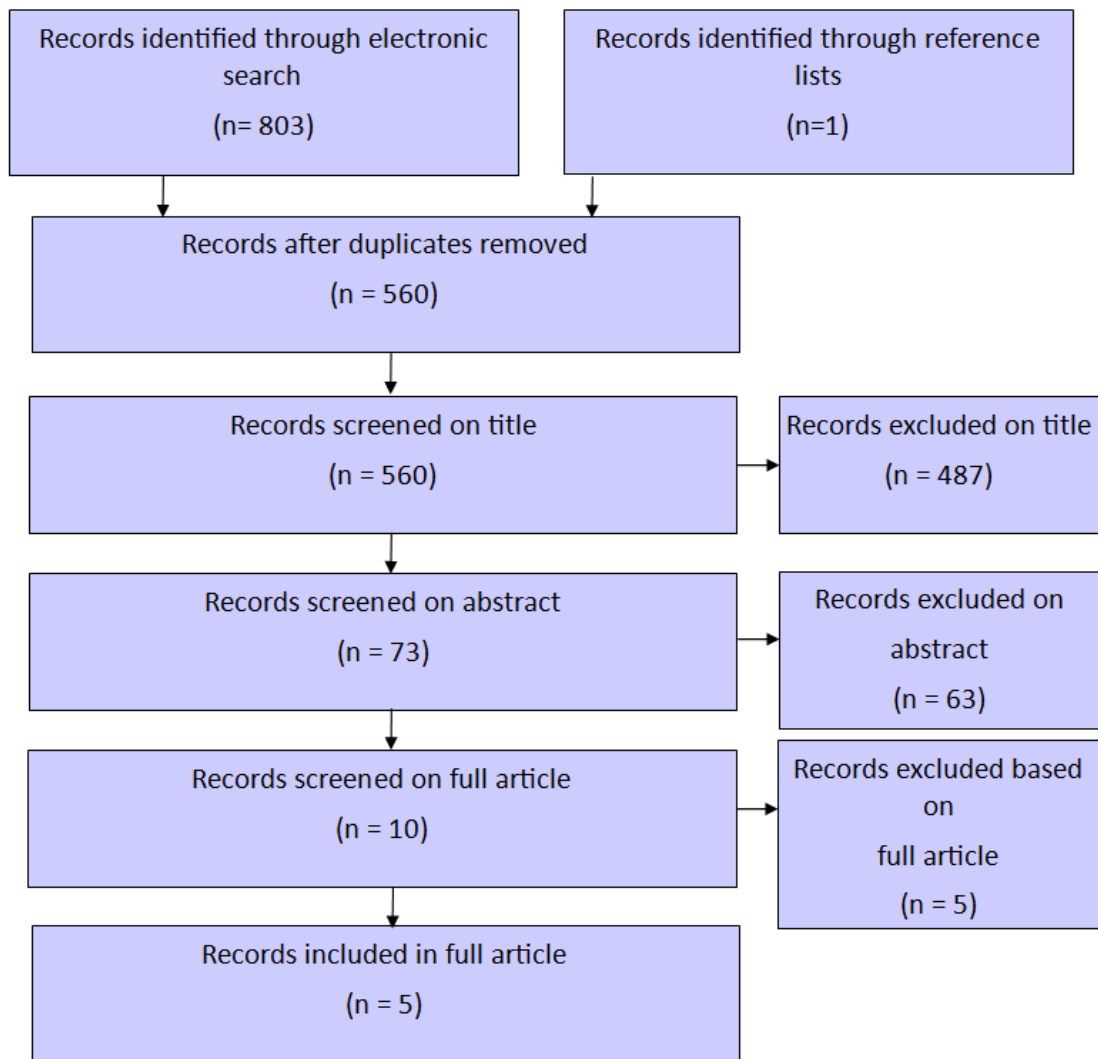 Records identified through electronic
search
(n= 803)
Records identified through reference
lists
(n=1)
Records after duplicates removed
(n = 560)
Records screened on title
(n = 560)
Records excluded on title
(n = 487)
Records screened on abstract
(n = 73)
Records excluded on
abstract
(n = 63)
Records screened on full article
(n = 10)
Records excluded based
on
full article
(n = 5)
Records included in full article
(n = 5)